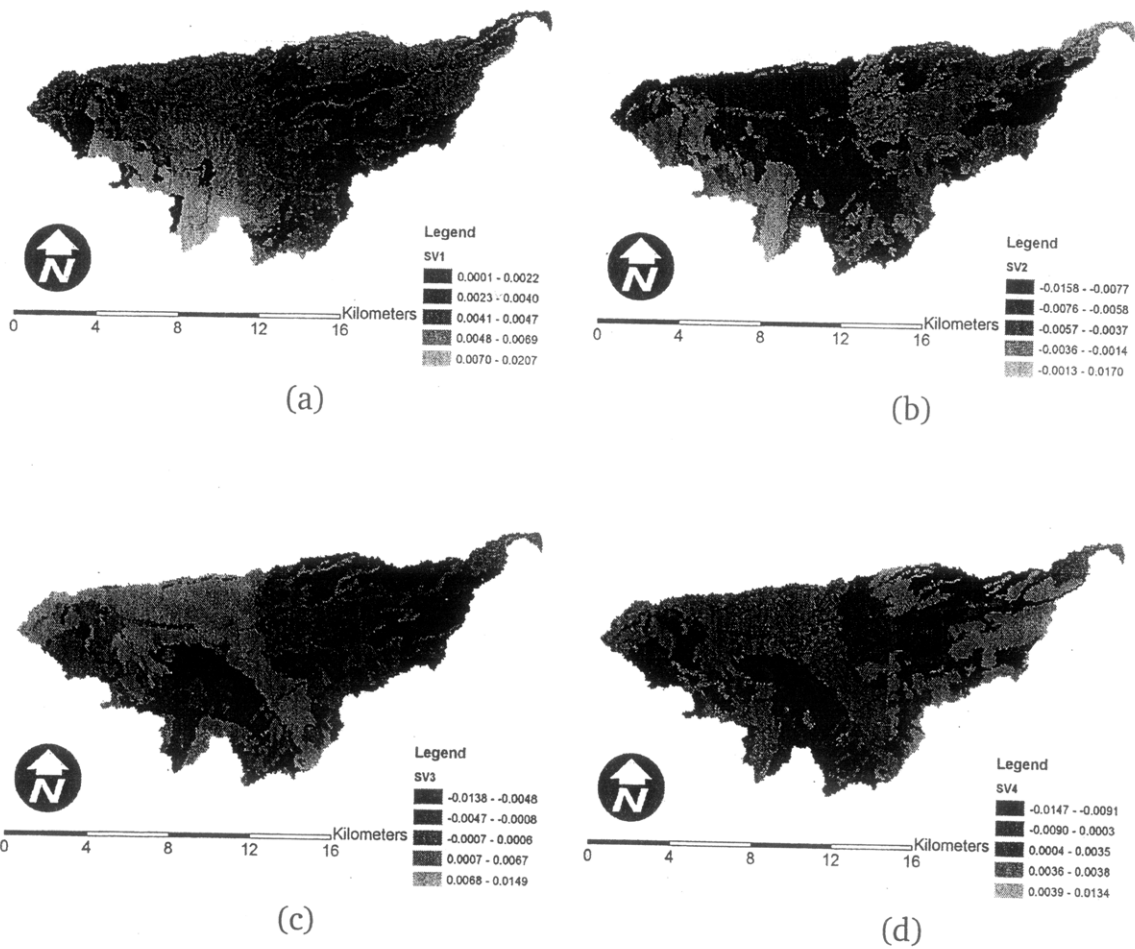 Legend
SV1
0.0001 - 0.0022
0.0023 - 0.0040
0.0041 - 0.0047
0.0048 - 0.0069
0.0070 - 0.0207
N
Kilometers
0 4 8 12 16
(a)
Legend
SV2
-0.0158 - -0.0077
-0.0076 - -0.0058
-0.0057 - -0.0037
-0.0036 - -0.0014
-0.0013 - 0.0170
N
Kilometers
0 4 8 12 16
(b)
Legend
SV3
-0.0138 - -0.0048
-0.0047 - -0.0008
-0.0007 - 0.0006
0.0007 - 0.0067
0.0068 - 0.0149
N
Kilometers
0 4 8 12 16
(c)
Legend
SV4
-0.0147 - -0.0091
-0.0090 - 0.0003
0.0004 - 0.0035
0.0036 - 0.0038
0.0039 - 0.0134
N
Kilometers
0 4 8 12 16
(d)